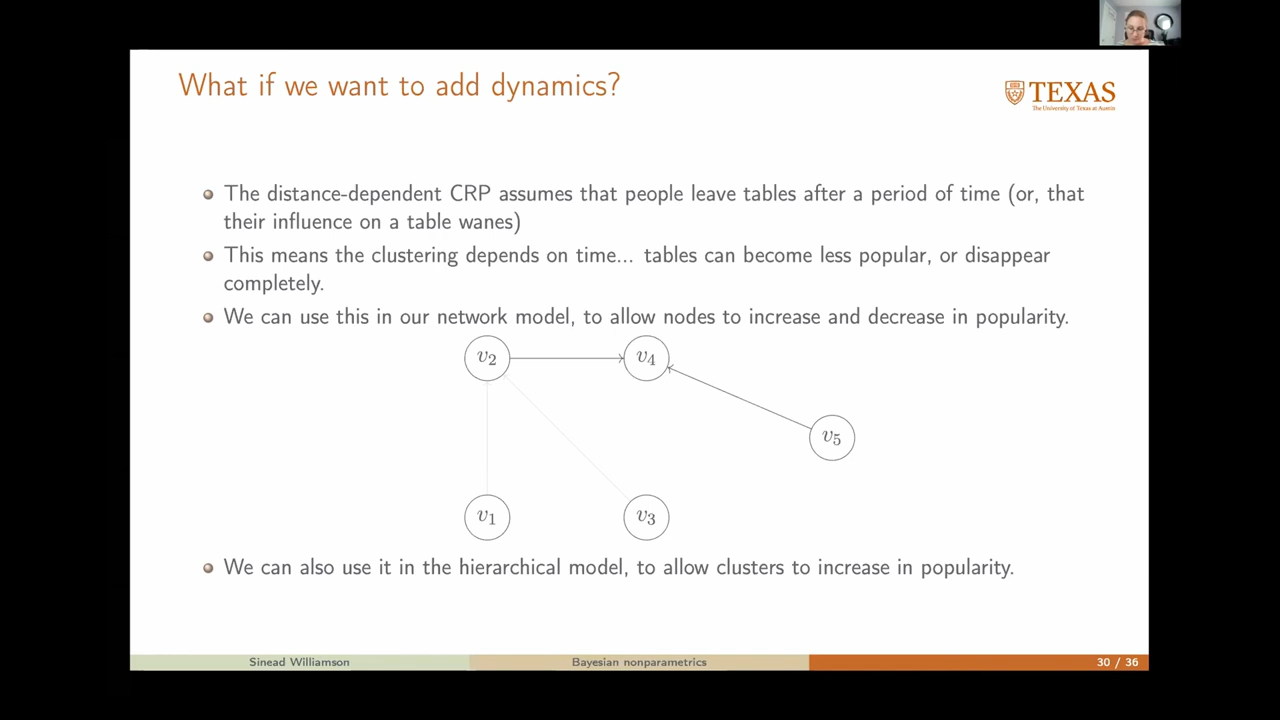 What if we want to add dynamics?
TEXAS
The University of Texas at Austin
The distance-dependent CRP assumes that people leave tables after a period of time (or, that
their influence on a table wanes)
This means the clustering depends on time... tables can become less popular, or disappear
completely.
We can use this in our network model, to allow nodes to increase and decrease in popularity.
v2
v4
v5
v1
v3
We can also use it in the hierarchical model, to allow clusters to increase in popularity.
Sinead Williamson
Bayesian nonparametrics
30 / 36